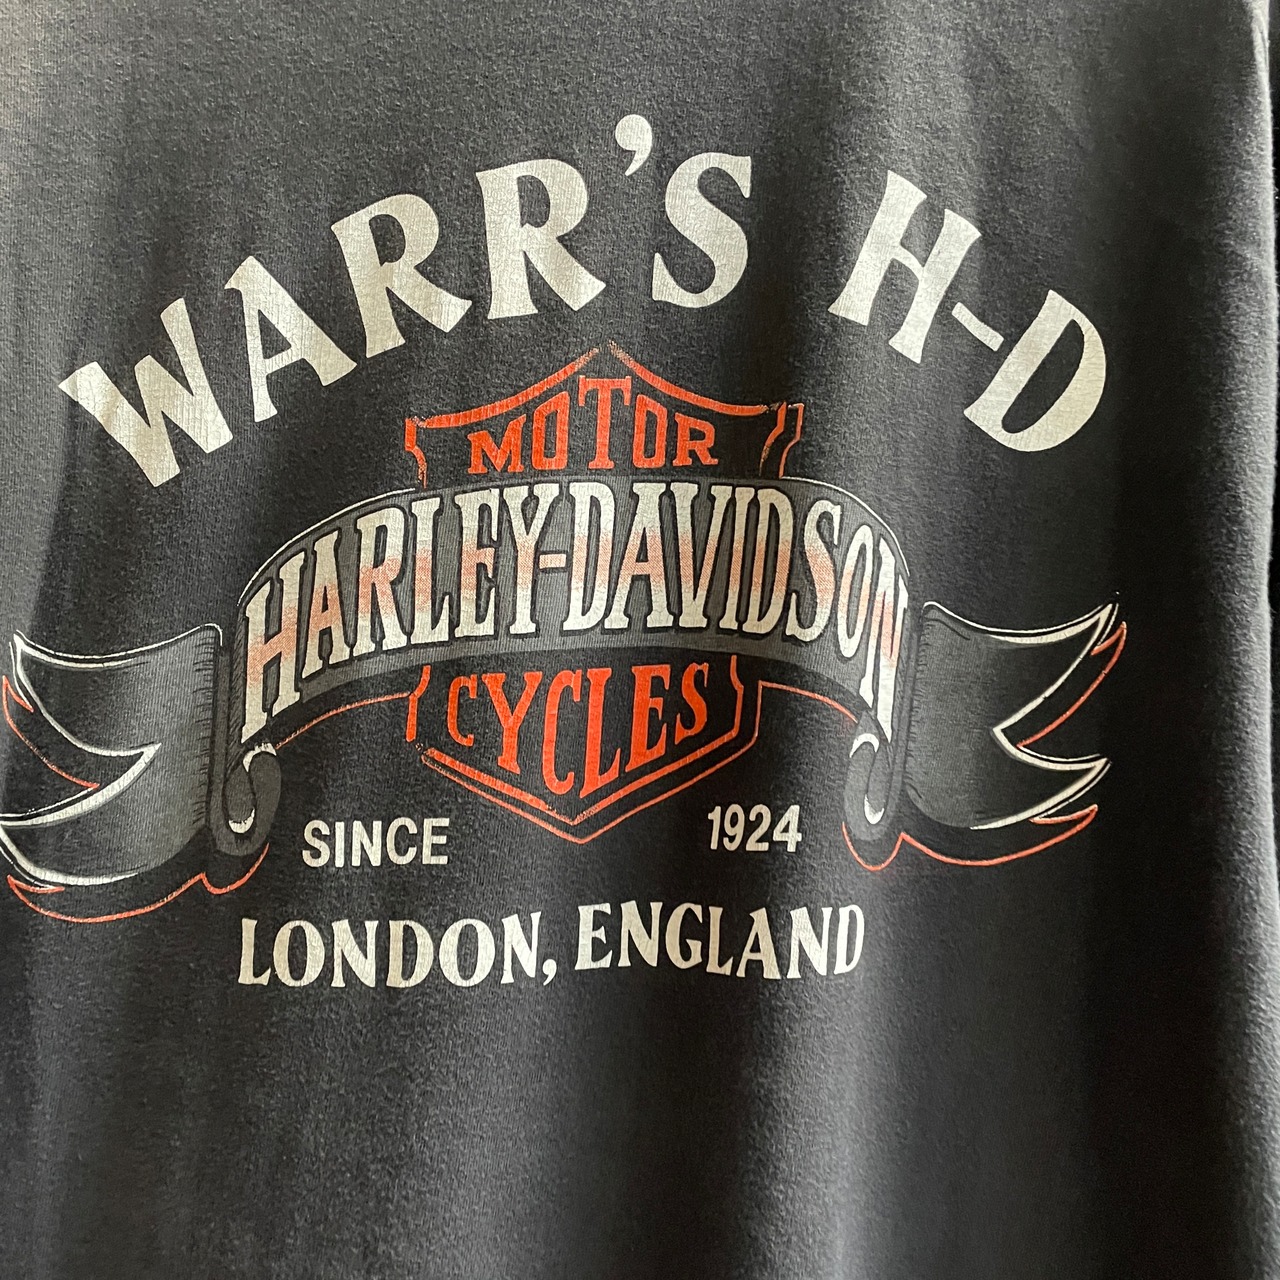 WARR'S H-D
MOTOR
HARLEY-DAVIDSON
CYCLES
SINCE 1924
LONDON, ENGLAND